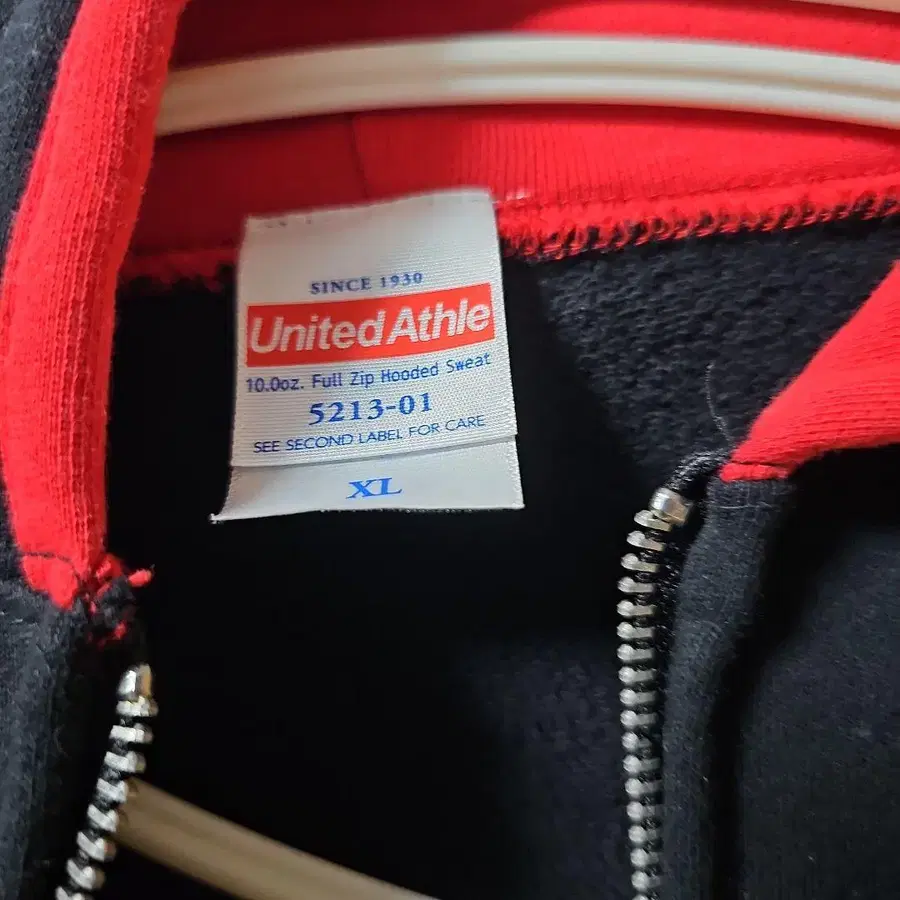 SINCE 1930
United Athle
10.0oz. Full Zip Hooded Sweat
5213-01
SEE SECOND LABEL FOR CARE
XL